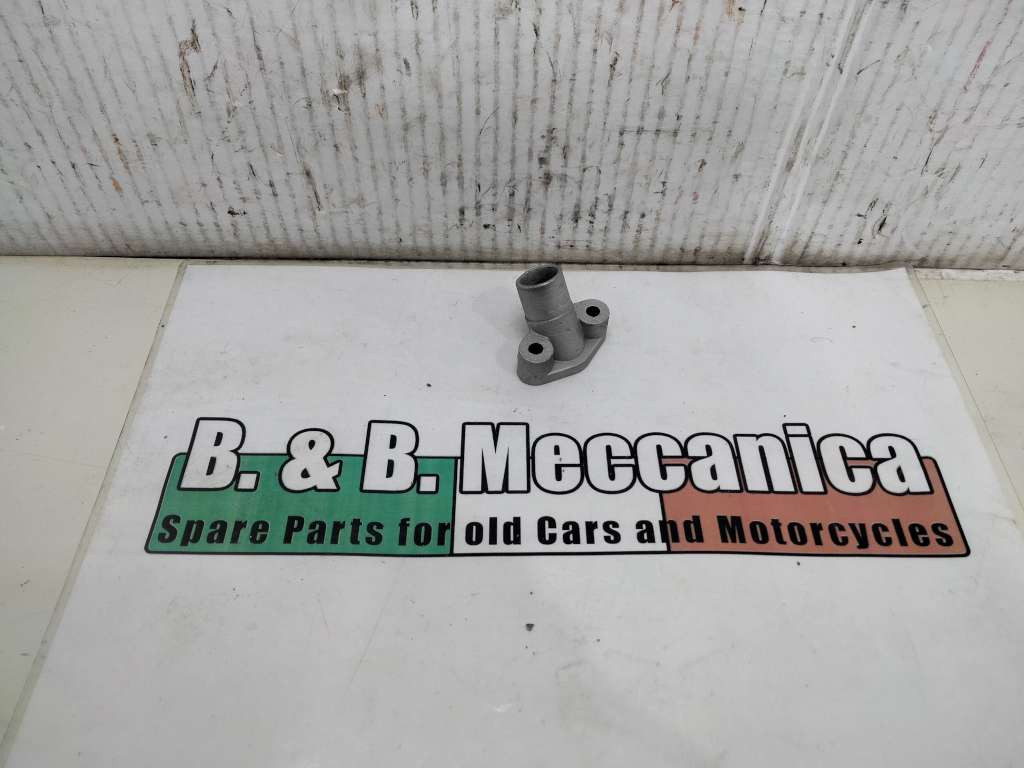 B. & B. Meccanica
Spare Parts for old Cars and Motorcycles